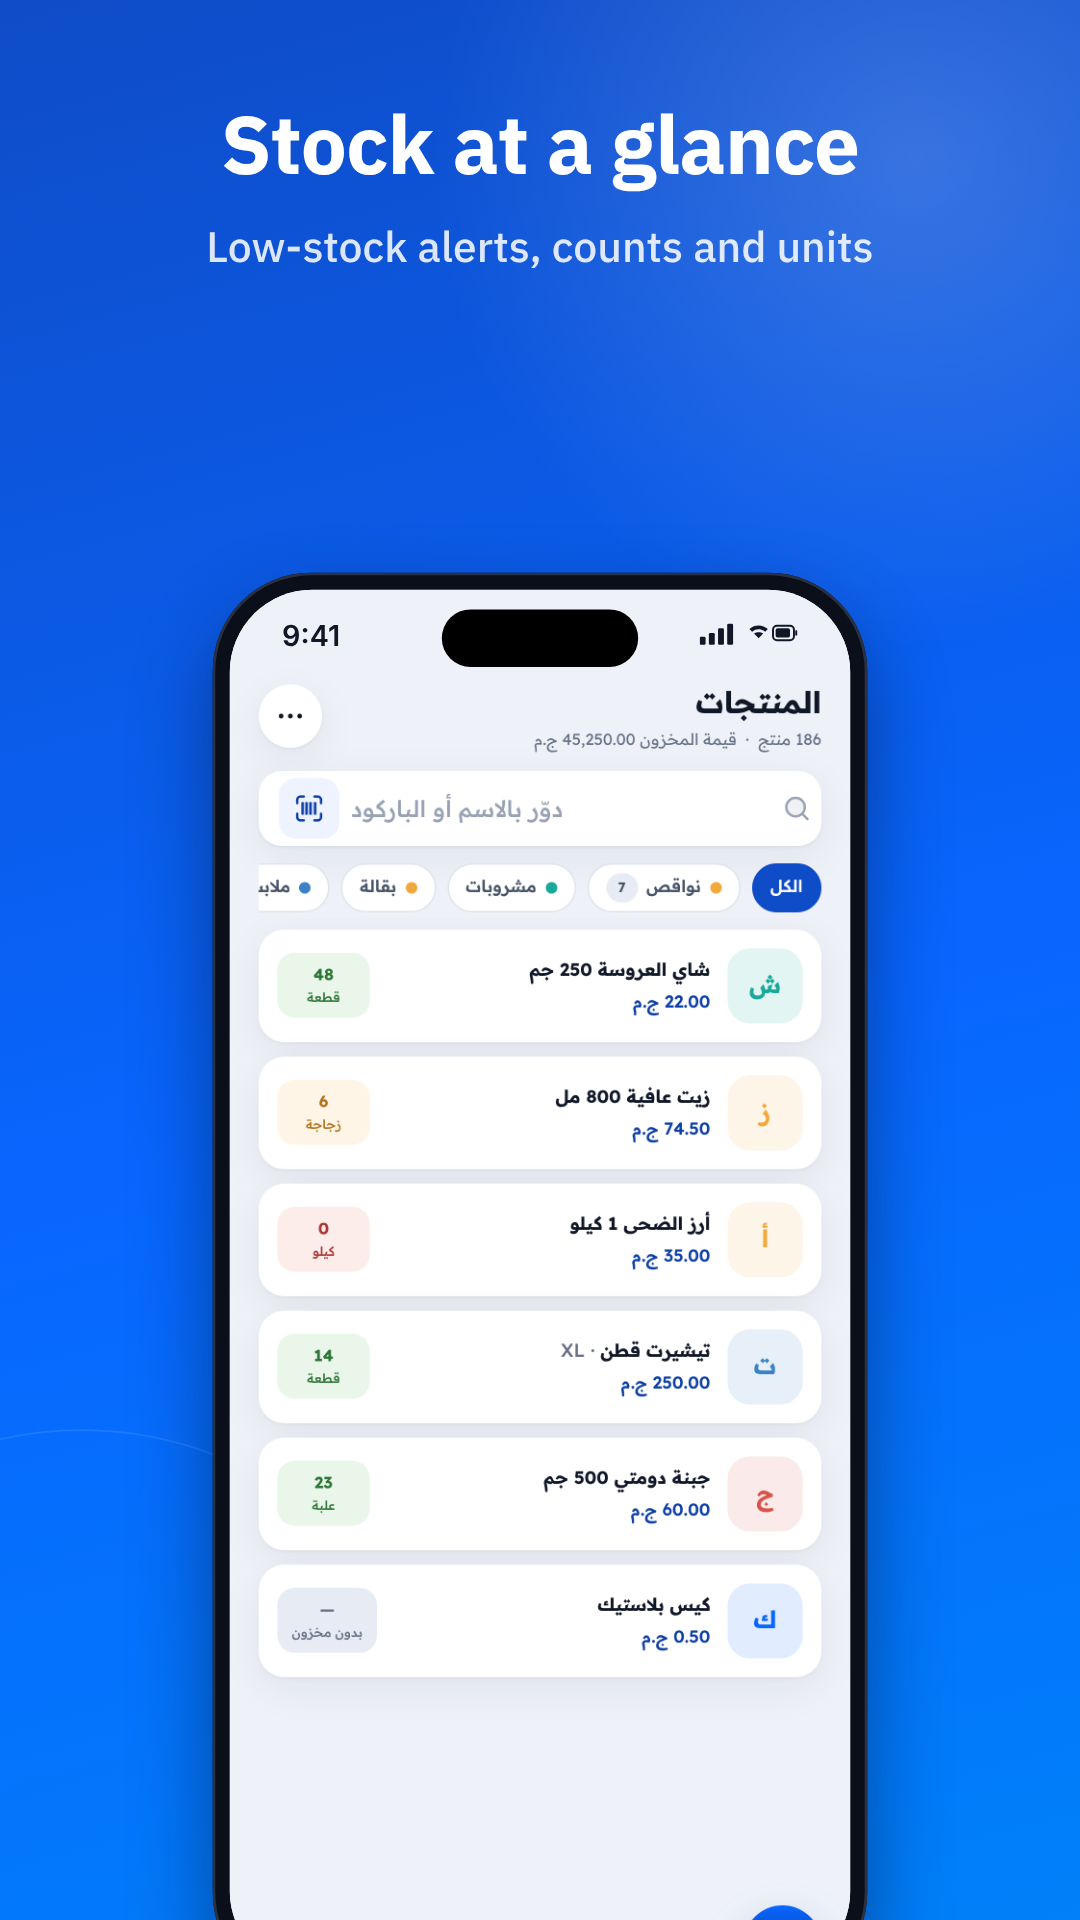 Stock at a glance
Low-stock alerts, counts and units
9:41
المنتجات
186 منتج · قيمة المخزون 45,250.00 ج.م
دوّر بالاسم أو الباركود
الكل
نواقص 7
مشروبات
بقالة
ش
شاي العروسة 250 جم
22.00 ج.م
48
قطعة
ز
زيت عافية 800 مل
74.50 ج.م
6
زجاجة
أ
أرز الضحى 1 كيلو
35.00 ج.م
0
كيلو
ت
تيشيرت قطن · XL
250.00 ج.م
14
قطعة
ج
جبنة دومتي 500 جم
60.00 ج.م
23
علبة
ك
كيس بلاستيك
0.50 ج.م
—
بدون مخزون